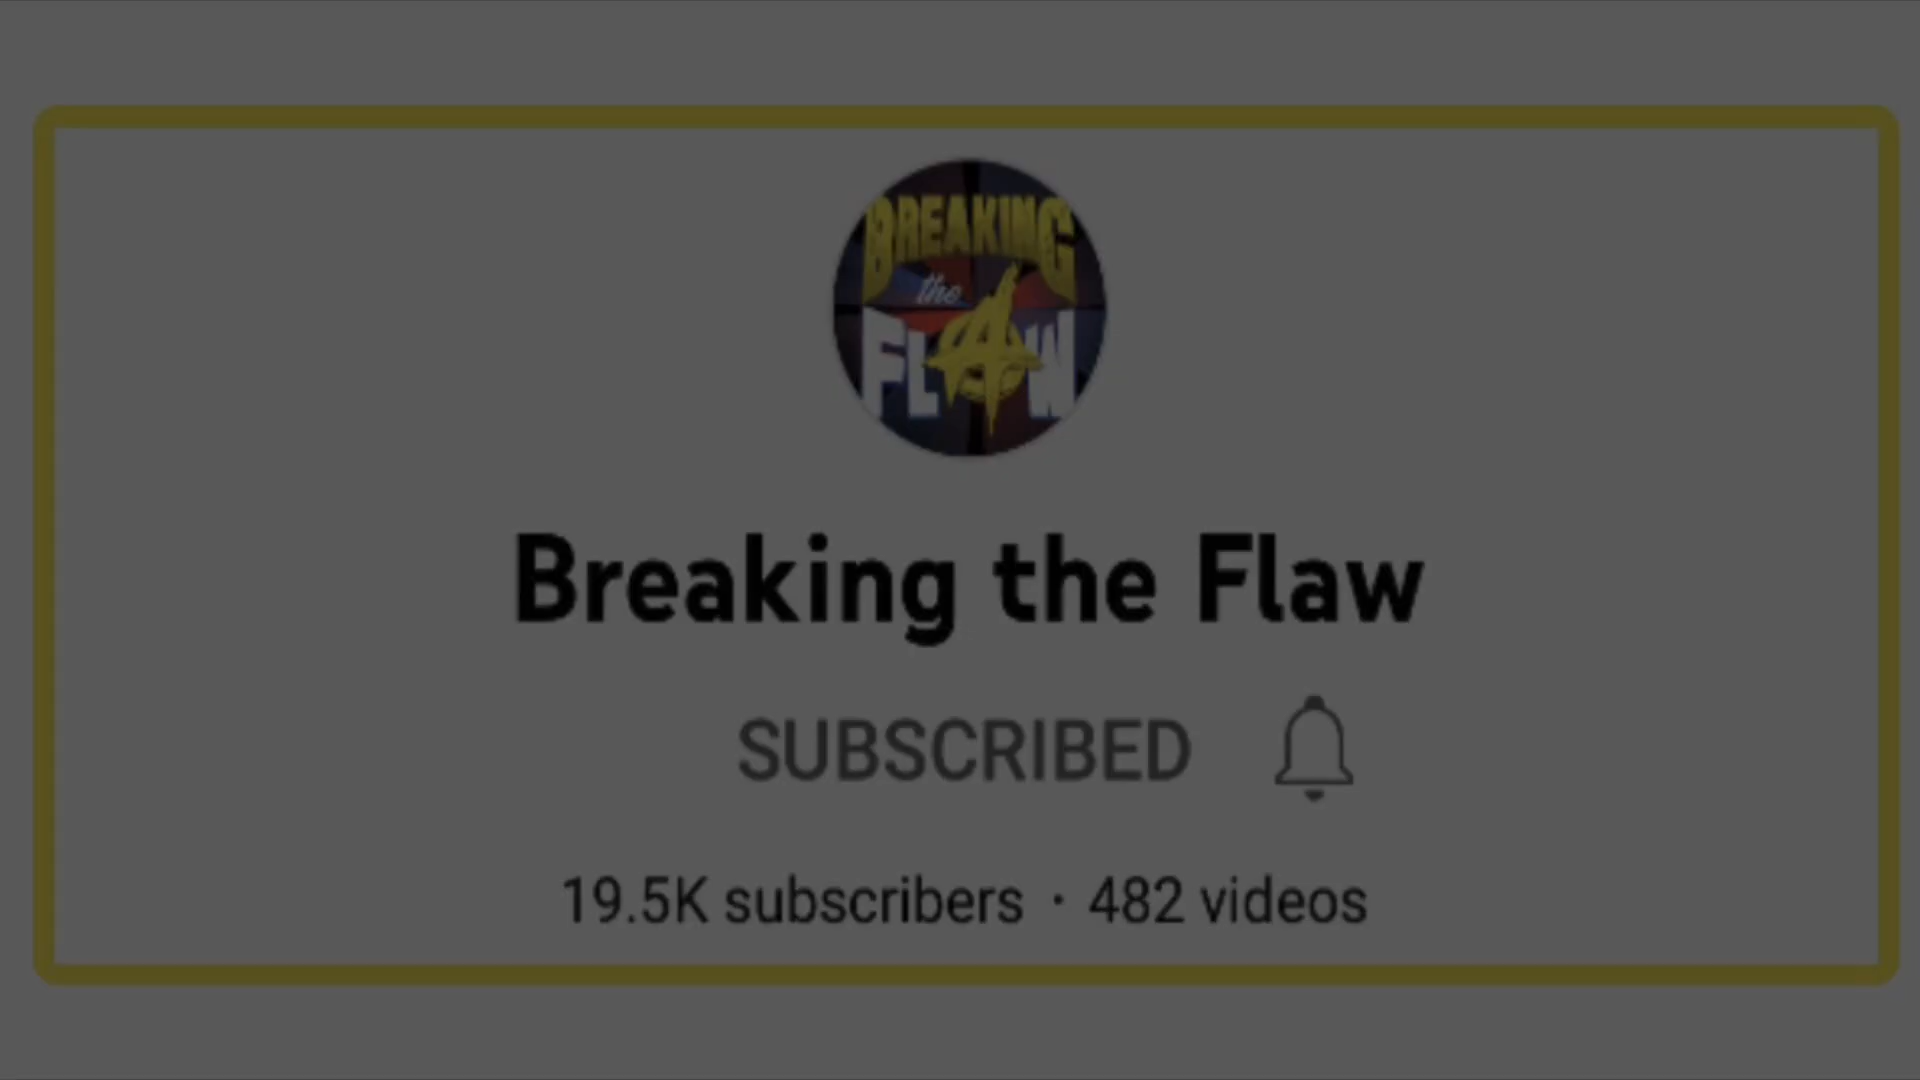 BREAKING
the
FLAW
Breaking the Flaw
SUBSCRIBED
19.5K subscribers · 482 videos